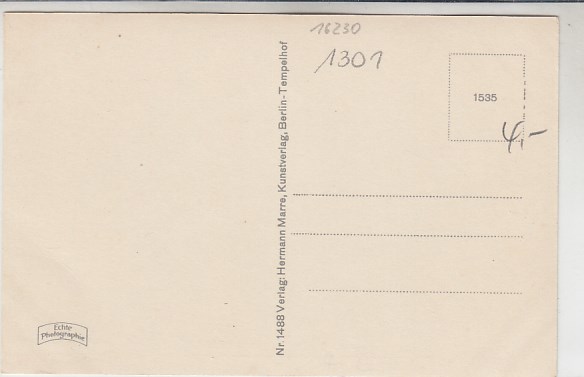 16230
1301
1535
4,-
Nr. 1488 Verlag: Hermann Marre, Kunstverlag, Berlin-Tempelhof
Echte
Photographie